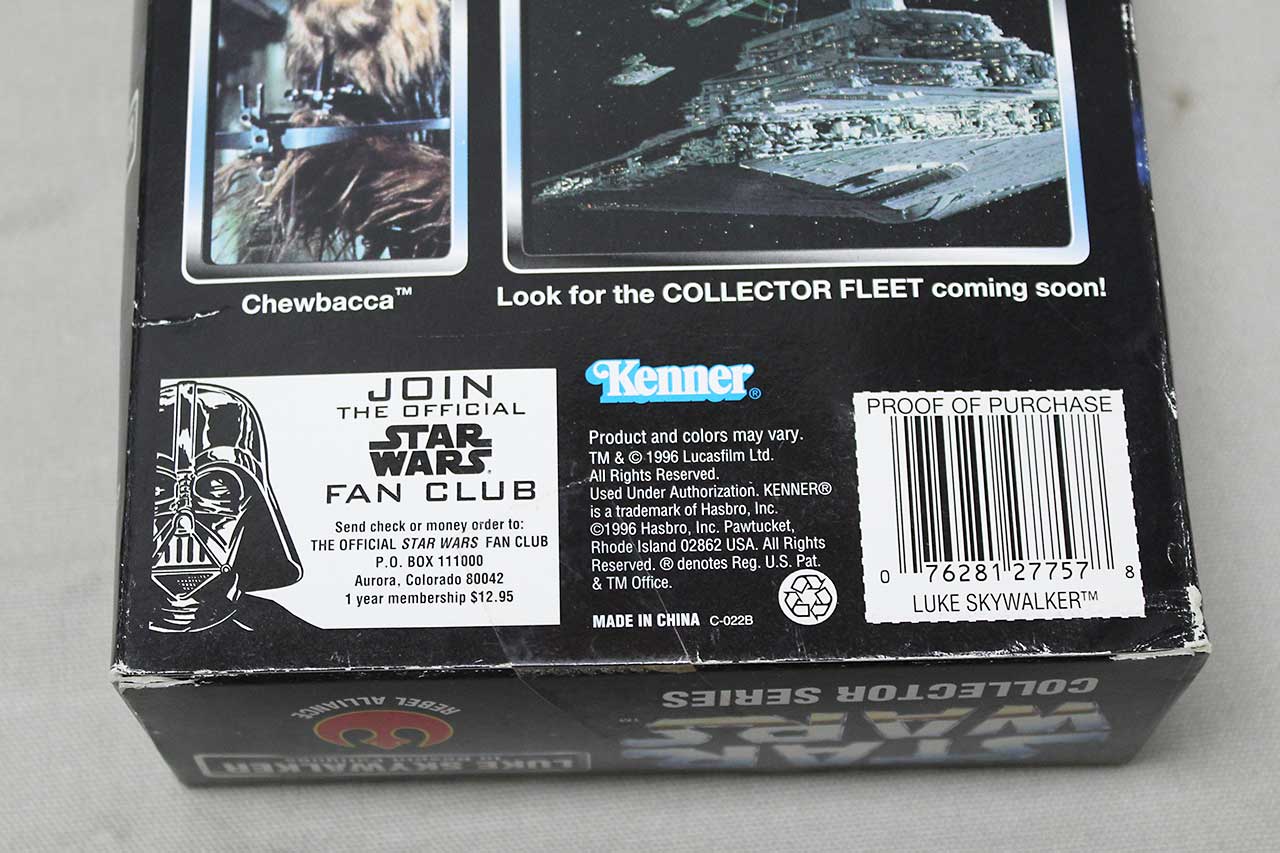 Chewbacca™
Look for the COLLECTOR FLEET coming soon!
JOIN
THE OFFICIAL
STAR
WARS®
FAN CLUB
Send check or money order to:
THE OFFICIAL STAR WARS FAN CLUB
P.O. BOX 111000
Aurora, Colorado 80042
1 year membership $12.95
Kenner®
Product and colors may vary.
TM & © 1996 Lucasfilm Ltd.
All Rights Reserved.
Used Under Authorization. KENNER®
is a trademark of Hasbro, Inc.
©1996 Hasbro, Inc. Pawtucket,
Rhode Island 02862 USA. All Rights
Reserved. ® denotes Reg. U.S. Pat.
& TM Office.
MADE IN CHINA C-022B
PROOF OF PURCHASE
0 76281 27757 8
LUKE SKYWALKER™
STAR
WARS™
COLLECTOR SERIES
REBEL ALLIANCE
LUKE SKYWALKER